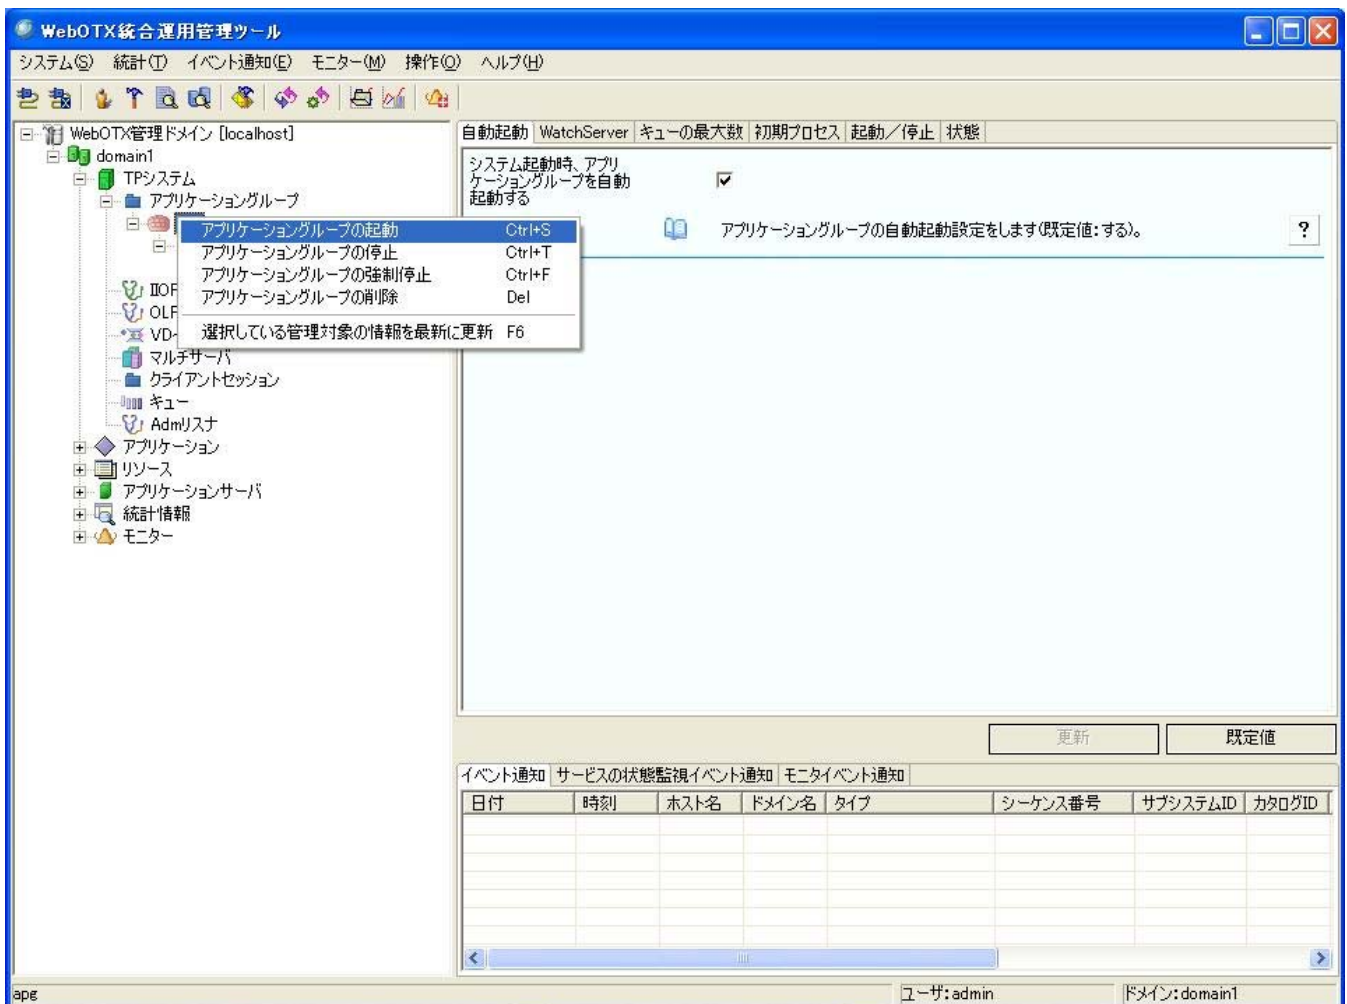 WebOTX統合運用管理ツール
システム(S) 統計(T) イベント通知(E) モニター(M) 操作(O) ヘルプ(H)
WebOTX管理ドメイン [localhost]
domain1
TPシステム
アプリケーショングループ
アプリケーショングループの起動 Ctrl+S
アプリケーショングループの停止 Ctrl+T
アプリケーショングループの強制停止 Ctrl+F
アプリケーショングループの削除 Del
選択している管理対象の情報を最新に更新 F6
IIOP
OLF
VD-
マルチサーバ
クライアントセッション
キュー
Admリスナ
アプリケーション
リソース
アプリケーションサーバ
統計情報
モニター
自動起動 WatchServer キューの最大数 初期プロセス 起動/停止 状態
システム起動時、アプリ
ケーショングループを自動
起動する
アプリケーショングループの自動起動設定をします(既定値:する)。 ?
更新 既定値
イベント通知 サービスの状態監視イベント通知 モニタイベント通知
日付 時刻 ホスト名 ドメイン名 タイプ シーケンス番号 サブシステムID カタログID
apg ユーザ:admin ドメイン:domain1